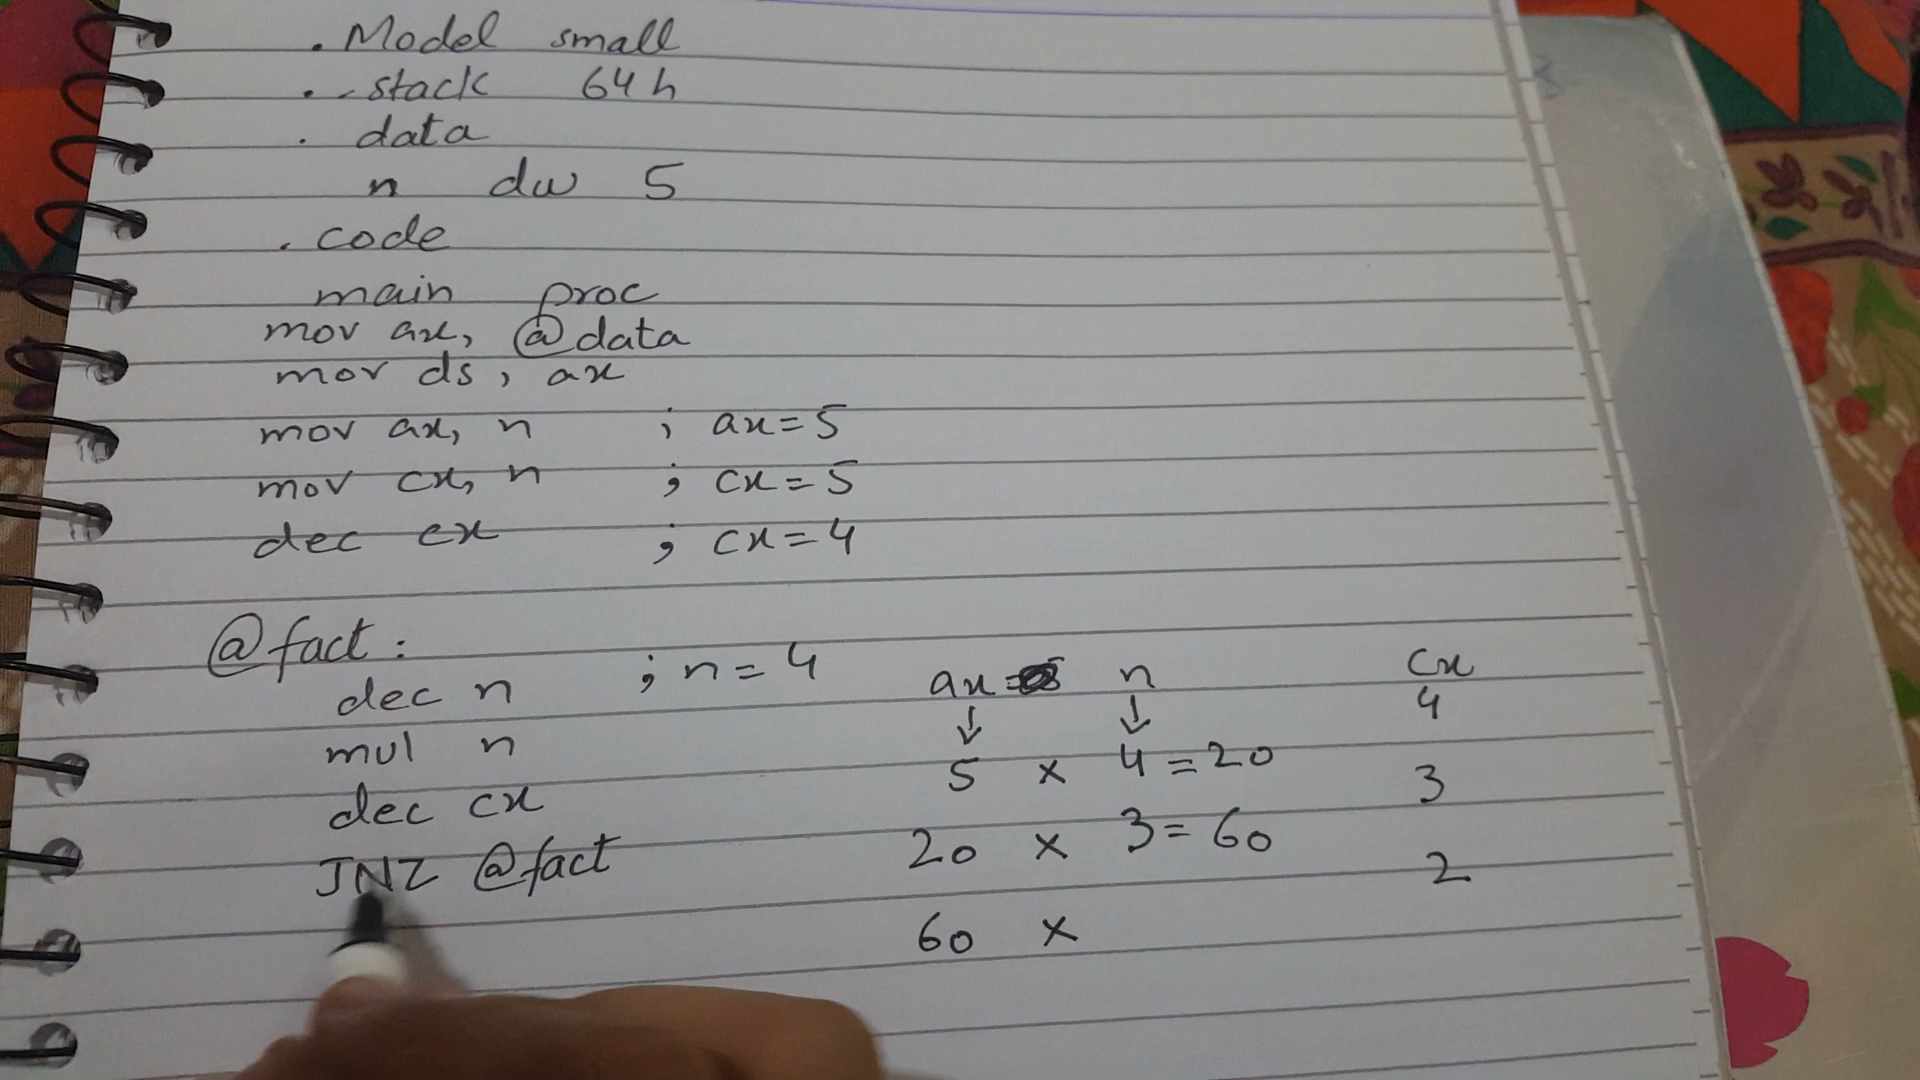 . Model small
. . stack 64h
. data
n dw 5
. code
main proc
mov ax, @data
mov ds, ax
mov ax, n ; ax=5
mov cx, n ; cx=5
dec cx ; cx=4
@fact:
dec n ; n=4
mul n
dec cx
JNZ @fact
ax= n cx
↓ ↓ 4
5 x 4=20 3
20 x 3=60 2
60 x